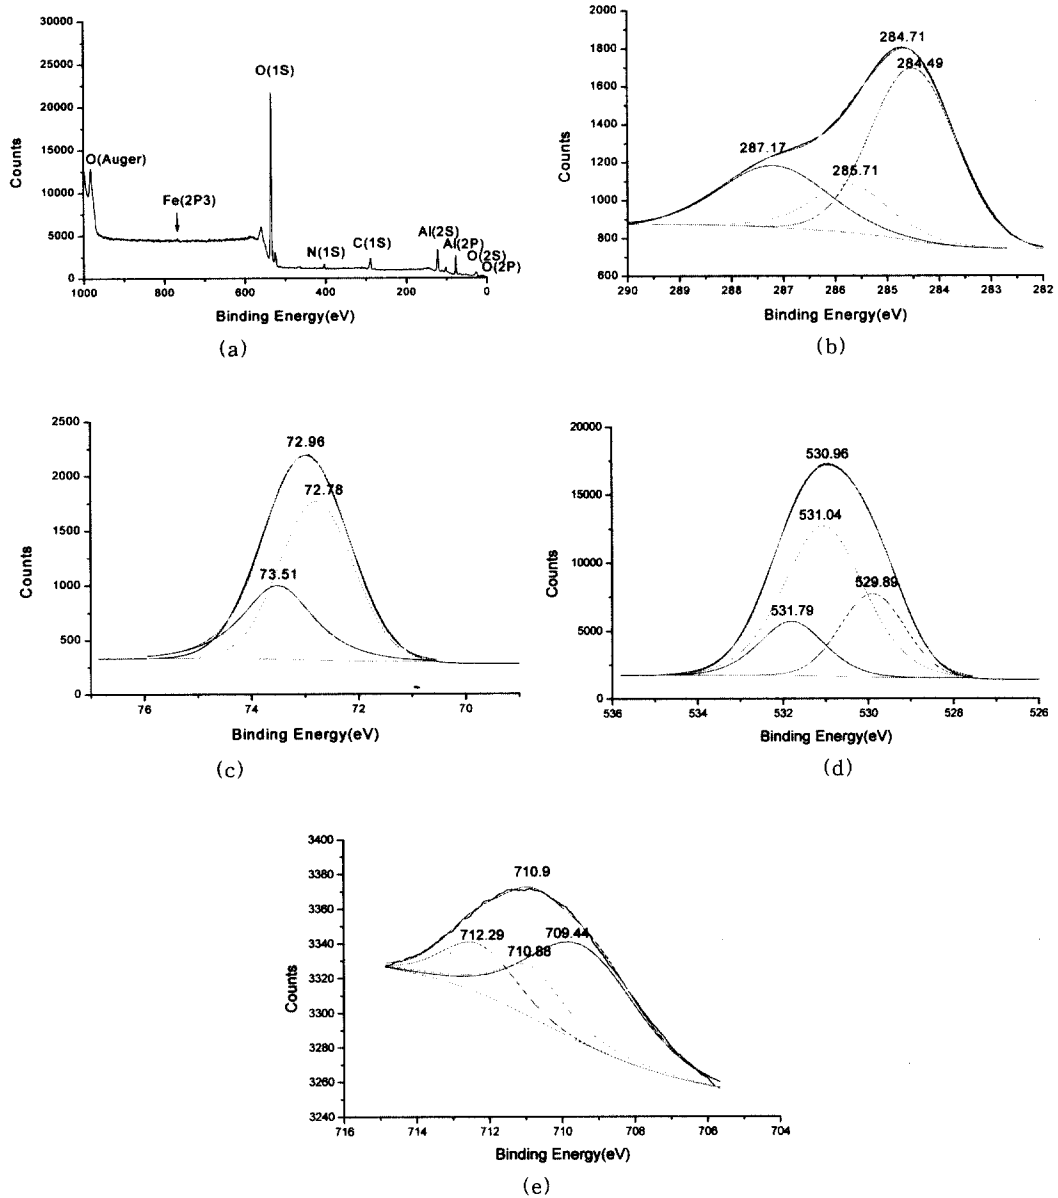 30000
25000
20000
15000
10000
5000
0
Counts
O(Auger)
Fe(2P3)
O(1S)
N(1S)
C(1S)
Al(2S)
Al(2P)
O(2S)
O(2P)
1000 800 600 400 200 0
Binding Energy(eV)
(a)
2000
1800
1600
1400
1200
1000
800
600
Counts
284.71
284.49
287.17
285.71
290 289 288 287 286 285 284 283 282
Binding Energy(eV)
(b)
2500
2000
1500
1000
500
0
Counts
72.96
72.78
73.51
76 74 72 70
Binding Energy(eV)
(c)
20000
15000
10000
5000
0
Counts
530.96
531.04
529.89
531.79
536 534 532 530 528 526
Binding Energy(eV)
(d)
3400
3380
3360
3340
3320
3300
3280
3260
3240
Counts
710.9
712.29
710.88
709.44
716 714 712 710 708 706 704
Binding Energy(eV)
(e)